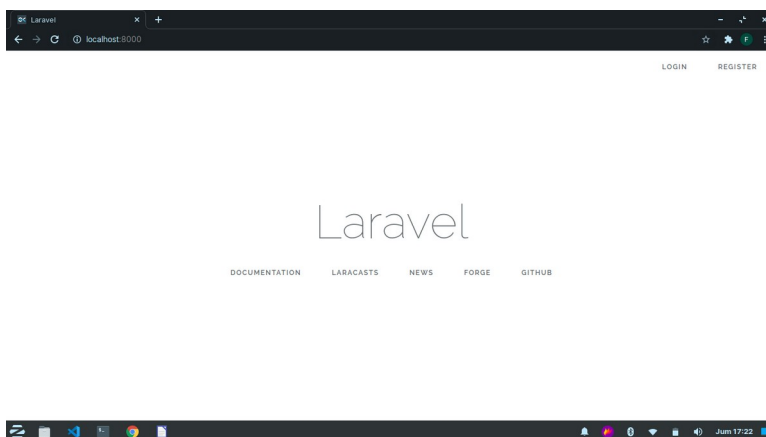 Laravel
localhost:8000
F
LOGIN REGISTER
Laravel
DOCUMENTATION LARACASTS NEWS FORGE GITHUB
Jum 17:22